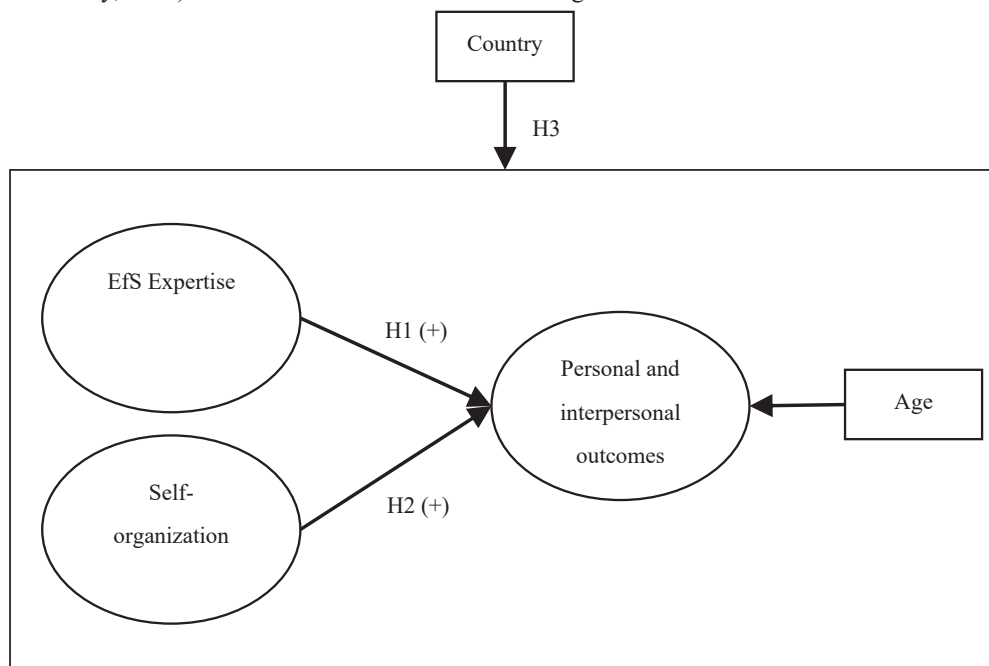 Country
H3
EfS Expertise
H1 (+)
Personal and
interpersonal
outcomes
Age
Self-
organization
H2 (+)